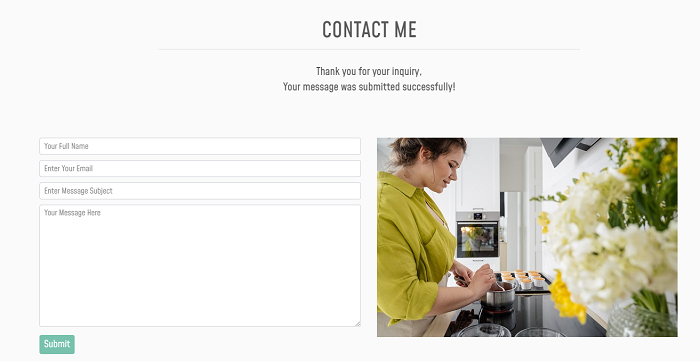 CONTACT ME
Thank you for your inquiry,
Your message was submitted successfully!
Your Full Name
Enter Your Email
Enter Message Subject
Your Message Here
Submit